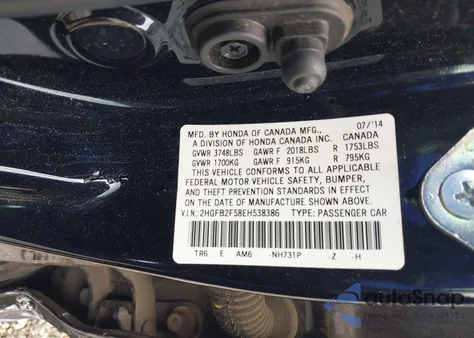 07/'14
MFD. BY HONDA OF CANADA MFG.,
A DIVISION OF HONDA CANADA INC. CANADA
GVWR 3748LBS GAWR F 2018LBS R 1753LBS
GVWR 1700KG GAWR F 915KG R 795KG
THIS VEHICLE CONFORMS TO ALL APPLICABLE
FEDERAL MOTOR VEHICLE SAFETY, BUMPER,
AND THEFT PREVENTION STANDARDS IN EFFECT
ON THE DATE OF MANUFACTURE SHOWN ABOVE.
V.I.N.: 2HGFB2F58EH538386 TYPE: PASSENGER CAR
TR6 E AM6 -NH731P -Z -H
autoSnap